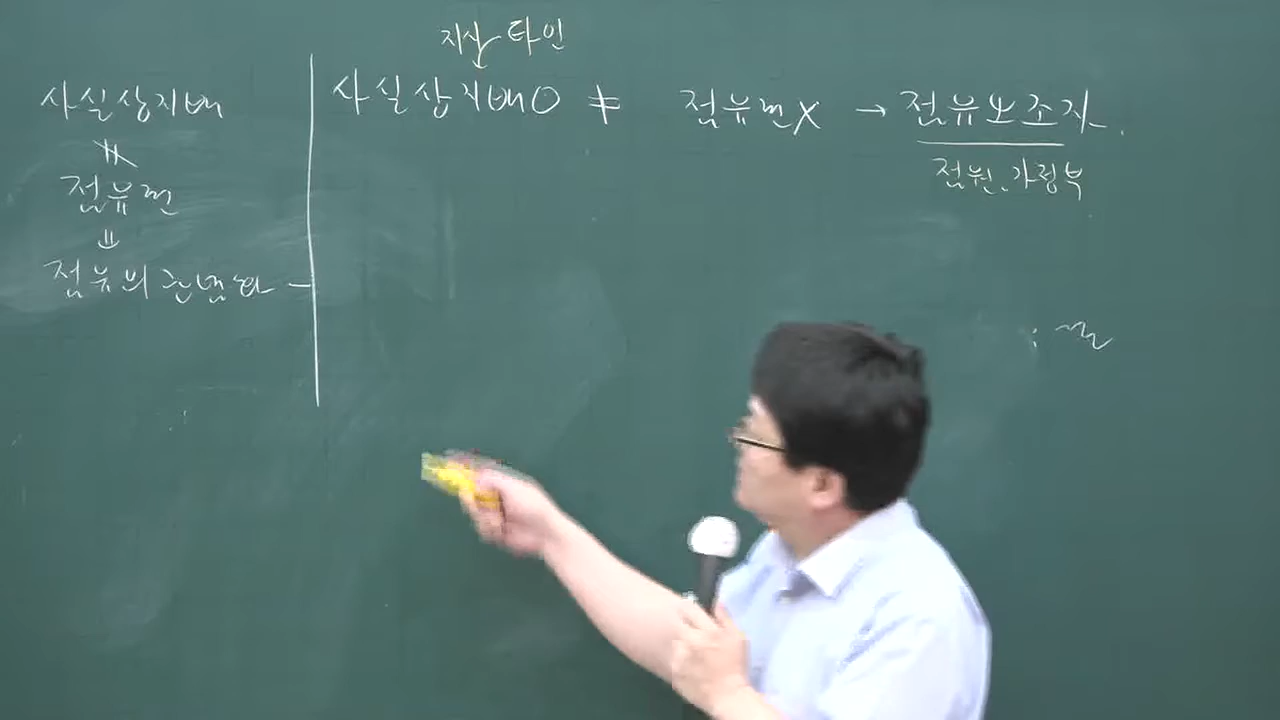 사실상지배
∦
점유권
=
점유의 관념화 -
지시 타인
사실상지배O ≠ 점유권X → 점유보조자.
점원, 가정부